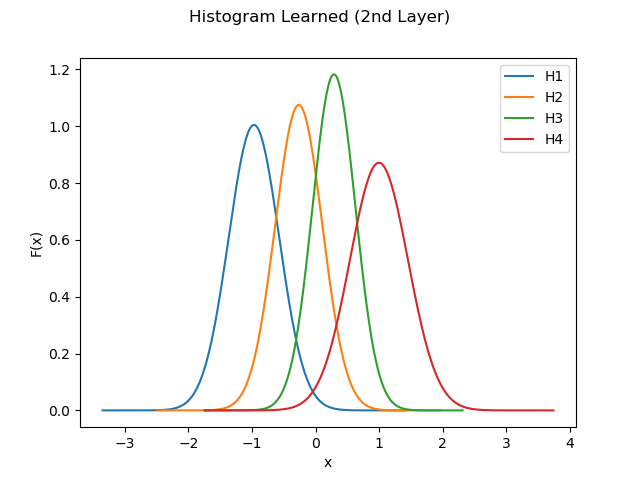 Histogram Learned (2nd Layer)
H1
H2
H3
H4
F(x)
1.2
1.0
0.8
0.6
0.4
0.2
0.0
−3 −2 −1 0 1 2 3 4
x